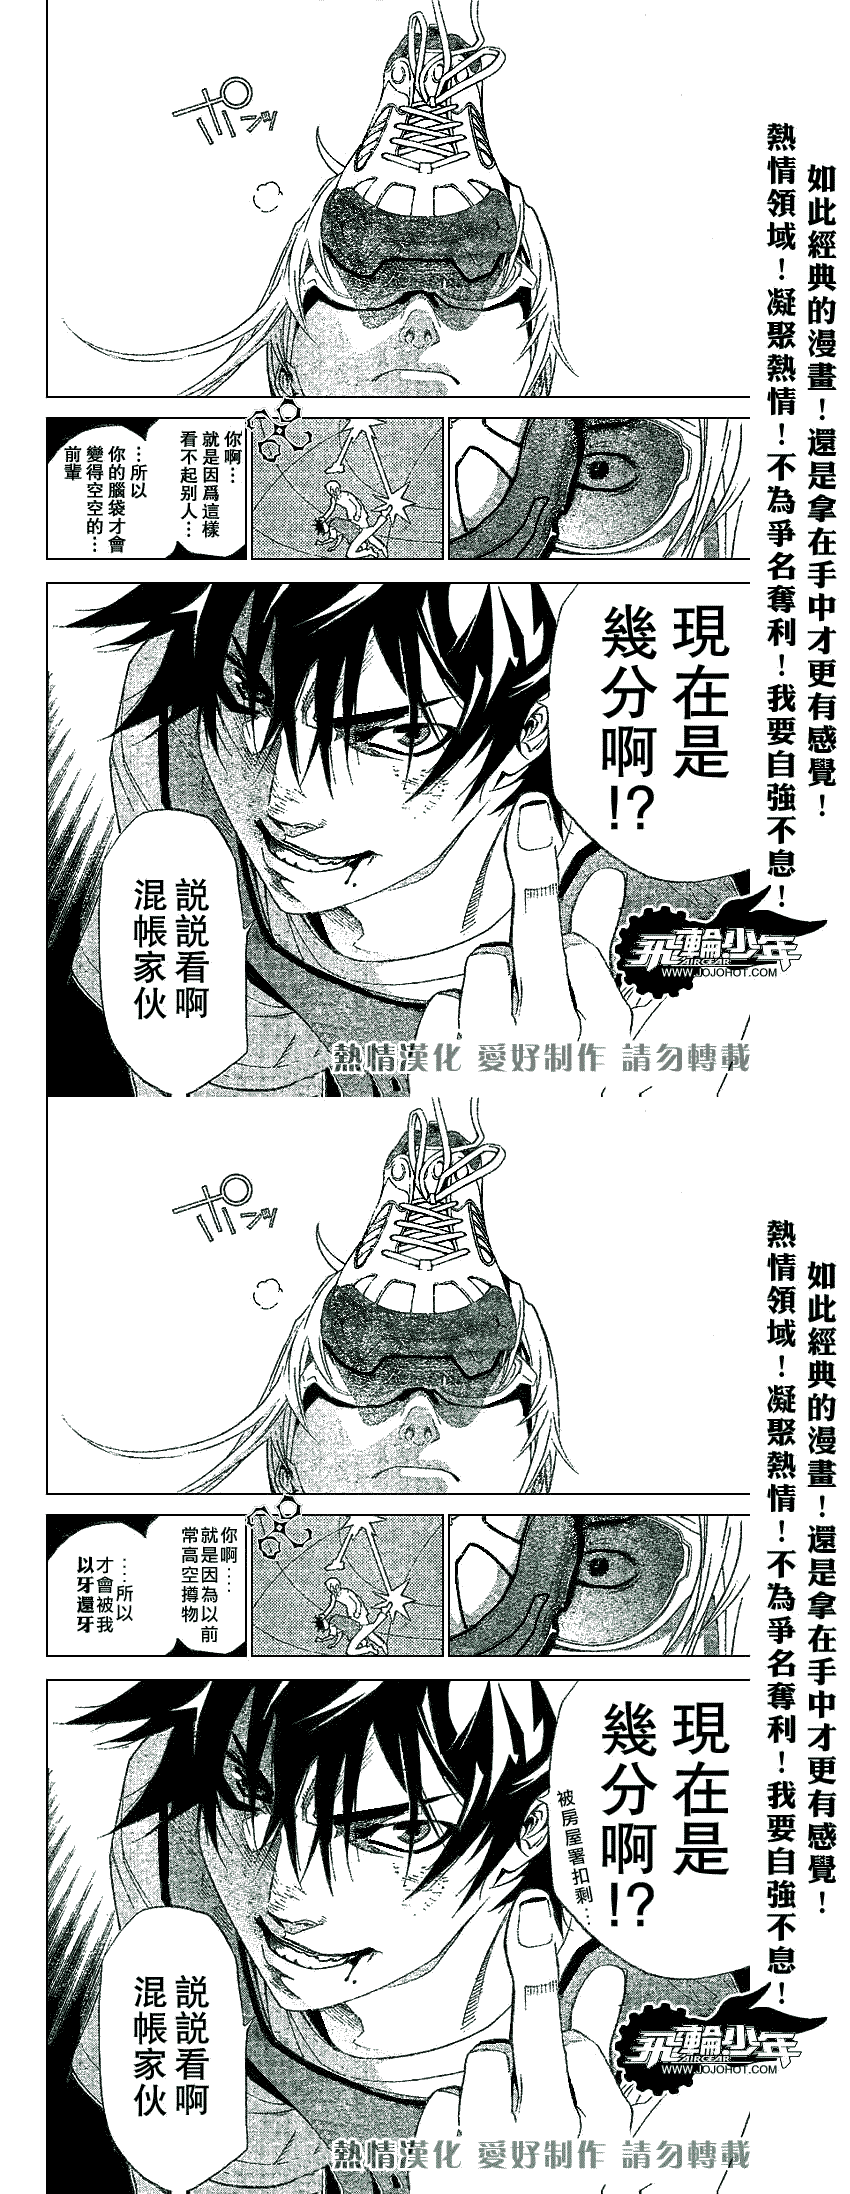 如此經典的漫畫！還是拿在手中才更有感覺！
熱情領域！凝聚熱情！不為爭名奪利！我要自強不息！
ポンッ
你啊…
就是因爲這樣
看不起别人…
…所以
你的腦袋才會
變得空空的…
前輩
現在是
幾分啊!?
説説看啊
混帳家伙
飛輪少年
AIRGEAR
WWW.JOJOHOT.COM
熱情漢化 愛好制作 請勿轉載
如此經典的漫畫！還是拿在手中才更有感覺！
熱情領域！凝聚熱情！不為爭名奪利！我要自強不息！
ポンッ
你啊…
就是因為以前
常高空擲物
…所以
才會被我
以牙還牙
現在是
幾分啊!?
被房屋署扣剩…
説説看啊
混帳家伙
飛輪少年
AIRGEAR
WWW.JOJOHOT.COM
熱情漢化 愛好制作 請勿轉載